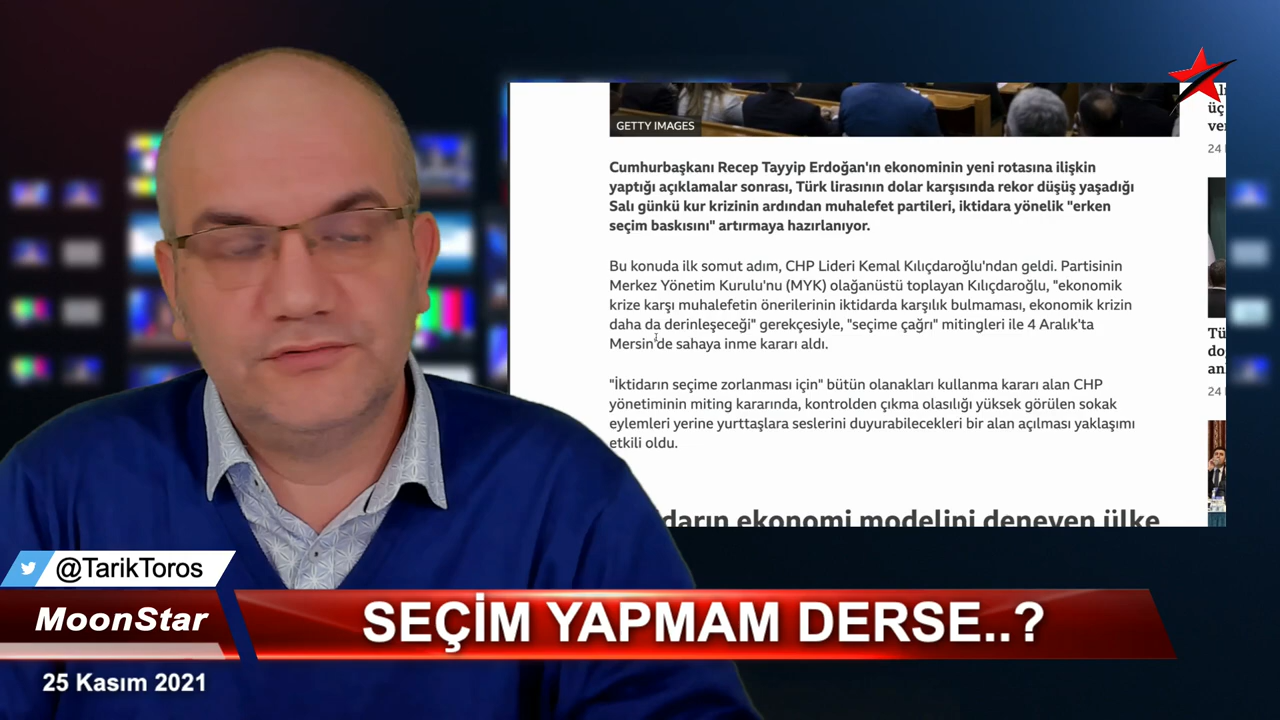 GETTY IMAGES
Cumhurbaşkanı Recep Tayyip Erdoğan'ın ekonominin yeni rotasına ilişkin
yaptığı açıklamalar sonrası, Türk lirasının dolar karşısında rekor düşüş yaşadığı
Salı günkü kur krizinin ardından muhalefet partileri, iktidara yönelik "erken
seçim baskısını" artırmaya hazırlanıyor.
Bu konuda ilk somut adım, CHP Lideri Kemal Kılıçdaroğlu'ndan geldi. Partisinin
Merkez Yönetim Kurulu'nu (MYK) olağanüstü toplayan Kılıçdaroğlu, "ekonomik
krize karşı muhalefetin önerilerinin iktidarda karşılık bulmaması, ekonomik krizin
daha da derinleşeceği" gerekçesiyle, "seçime çağrı" mitingleri ile 4 Aralık'ta
Mersin'de sahaya inme kararı aldı.
"İktidarın seçime zorlanması için" bütün olanakları kullanma kararı alan CHP
yönetiminin miting kararında, kontrolden çıkma olasılığı yüksek görülen sokak
eylemleri yerine yurttaşlara seslerini duyurabilecekleri bir alan açılması yaklaşımı
etkili oldu.
ekonomi modelini deneyen ülke
üç
24
24
@TarikToros
MoonStar
SEÇİM YAPMAM DERSE..?
25 Kasım 2021